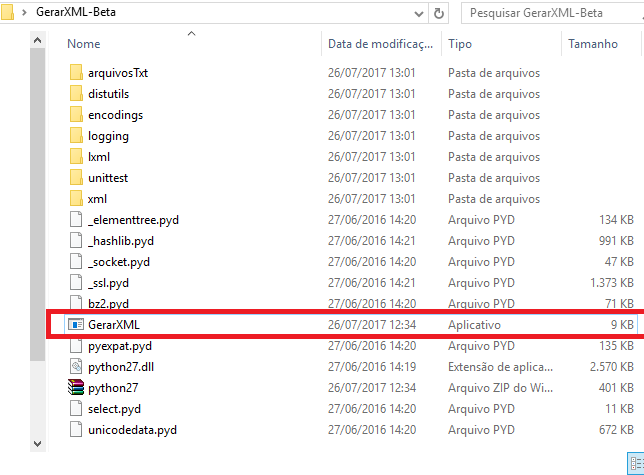 GerarXML-Beta
Pesquisar GerarXML-Beta
Nome Data de modificaç... Tipo Tamanho
arquivosTxt 26/07/2017 13:01 Pasta de arquivos
distutils 26/07/2017 13:01 Pasta de arquivos
encodings 26/07/2017 13:01 Pasta de arquivos
logging 26/07/2017 13:01 Pasta de arquivos
lxml 26/07/2017 13:01 Pasta de arquivos
unittest 26/07/2017 13:01 Pasta de arquivos
xml 26/07/2017 13:01 Pasta de arquivos
_elementtree.pyd 27/06/2016 14:20 Arquivo PYD 134 KB
_hashlib.pyd 27/06/2016 14:21 Arquivo PYD 991 KB
_socket.pyd 27/06/2016 14:20 Arquivo PYD 47 KB
_ssl.pyd 27/06/2016 14:21 Arquivo PYD 1.373 KB
bz2.pyd 27/06/2016 14:20 Arquivo PYD 71 KB
GerarXML 26/07/2017 12:34 Aplicativo 9 KB
pyexpat.pyd 27/06/2016 14:20 Arquivo PYD 135 KB
python27.dll 27/06/2016 14:19 Extensão de aplica... 2.570 KB
python27 26/07/2017 12:34 Arquivo ZIP do Wi... 401 KB
select.pyd 27/06/2016 14:20 Arquivo PYD 11 KB
unicodedata.pyd 27/06/2016 14:20 Arquivo PYD 672 KB